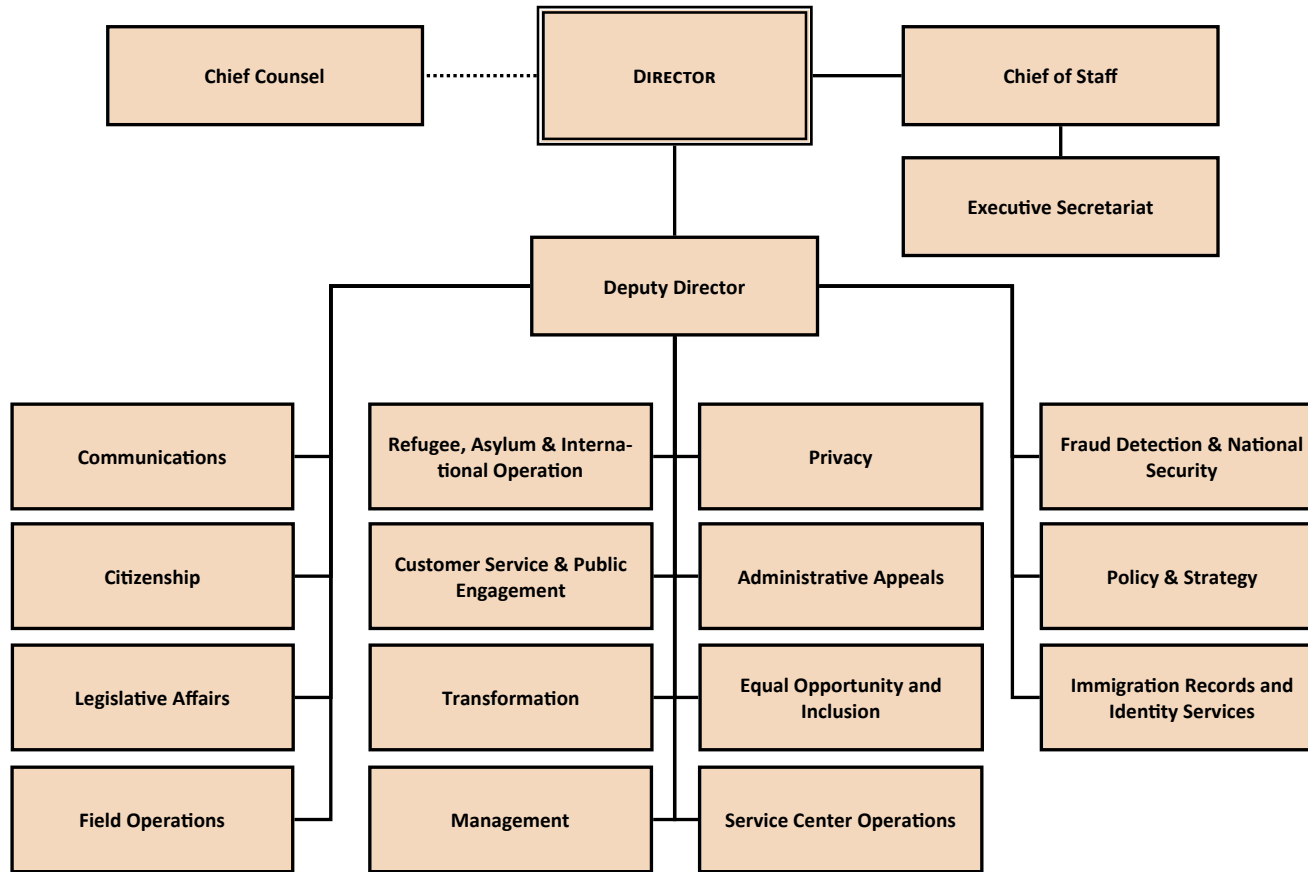 Chief Counsel
DIRECTOR
Chief of Staff
Executive Secretariat
Deputy Director
Communications
Refugee, Asylum & Interna-
tional Operation
Privacy
Fraud Detection & National
Security
Citizenship
Customer Service & Public
Engagement
Administrative Appeals
Policy & Strategy
Legislative Affairs
Transformation
Equal Opportunity and
Inclusion
Immigration Records and
Identity Services
Field Operations
Management
Service Center Operations